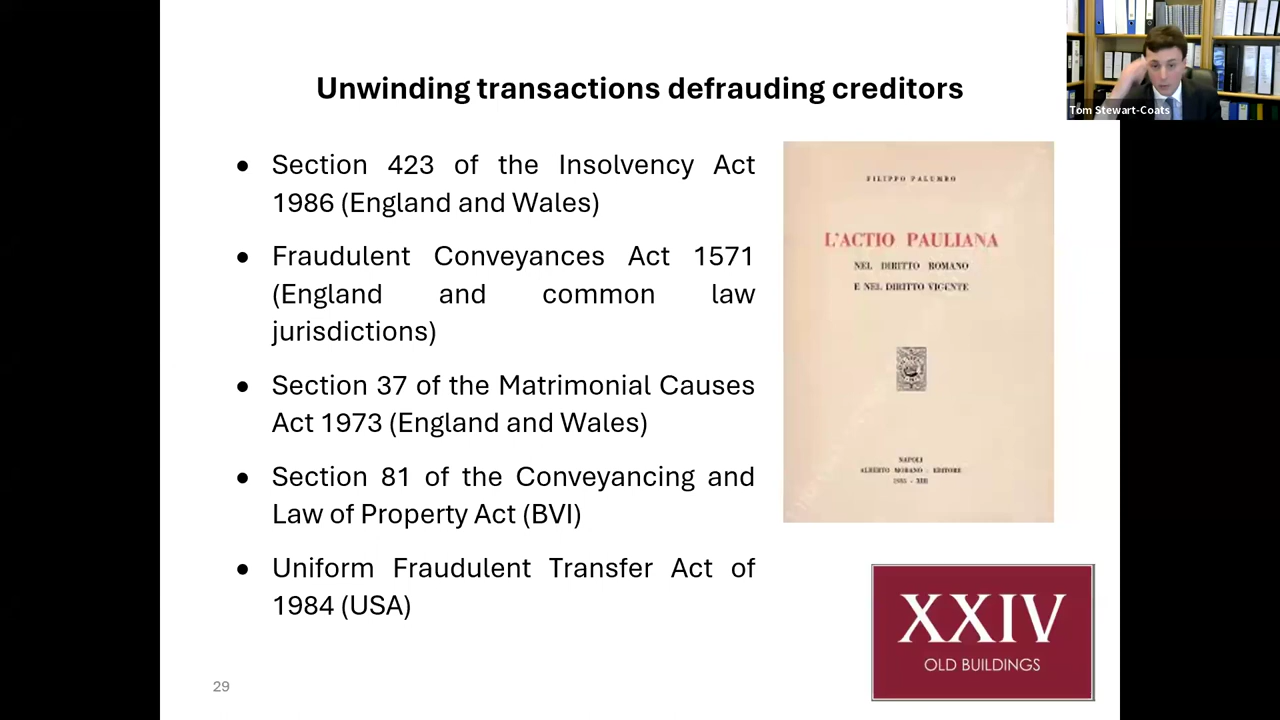 Unwinding transactions defrauding creditors
Tom Stewart-Coats
• Section 423 of the Insolvency Act
1986 (England and Wales)
• Fraudulent Conveyances Act 1571
(England and common law
jurisdictions)
• Section 37 of the Matrimonial Causes
Act 1973 (England and Wales)
• Section 81 of the Conveyancing and
Law of Property Act (BVI)
• Uniform Fraudulent Transfer Act of
1984 (USA)
FILIPPO PALUMBO
L'ACTIO PAULIANA
NEL DIRITTO ROMANO
E NEL DIRITTO VIGENTE
NAPOLI
ALBERTO MORANO - EDITORE
XXIV
OLD BUILDINGS
29